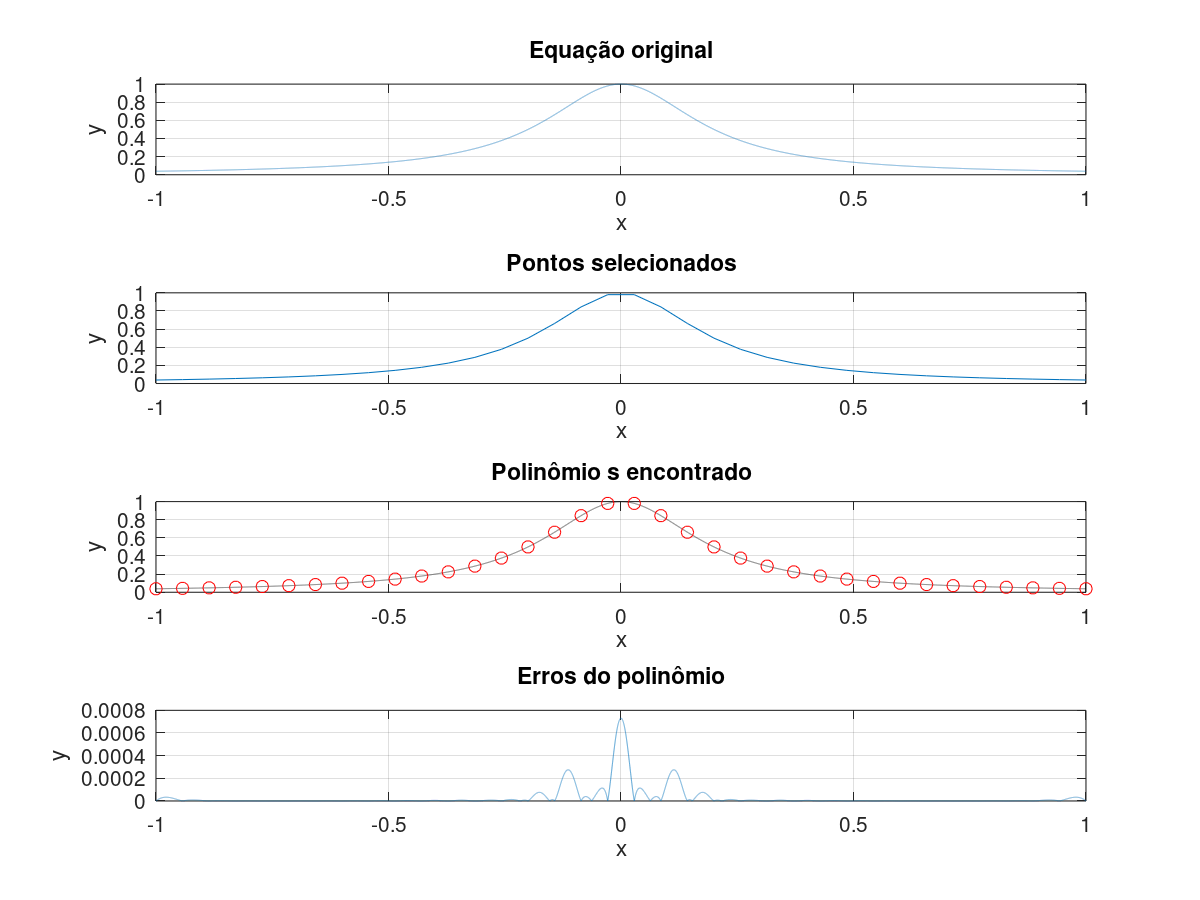 Equação original
1
0.8
0.6
0.4
0.2
0
y
-1 -0.5 0 0.5 1
x
Pontos selecionados
1
0.8
0.6
0.4
0.2
0
y
-1 -0.5 0 0.5 1
x
Polinômio s encontrado
1
0.8
0.6
0.4
0.2
0
y
-1 -0.5 0 0.5 1
x
Erros do polinômio
0.0008
0.0006
0.0004
0.0002
0
y
-1 -0.5 0 0.5 1
x